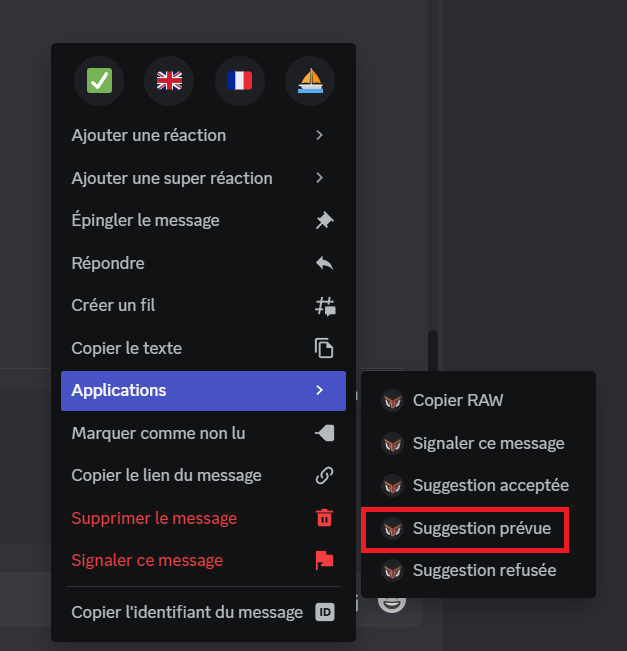 Ajouter une réaction
Ajouter une super réaction
Épingler le message
Répondre
Créer un fil
Copier le texte
Applications
Marquer comme non lu
Copier le lien du message
Supprimer le message
Signaler ce message
Copier l'identifiant du message ID
Copier RAW
Signaler ce message
Suggestion acceptée
Suggestion prévue
Suggestion refusée